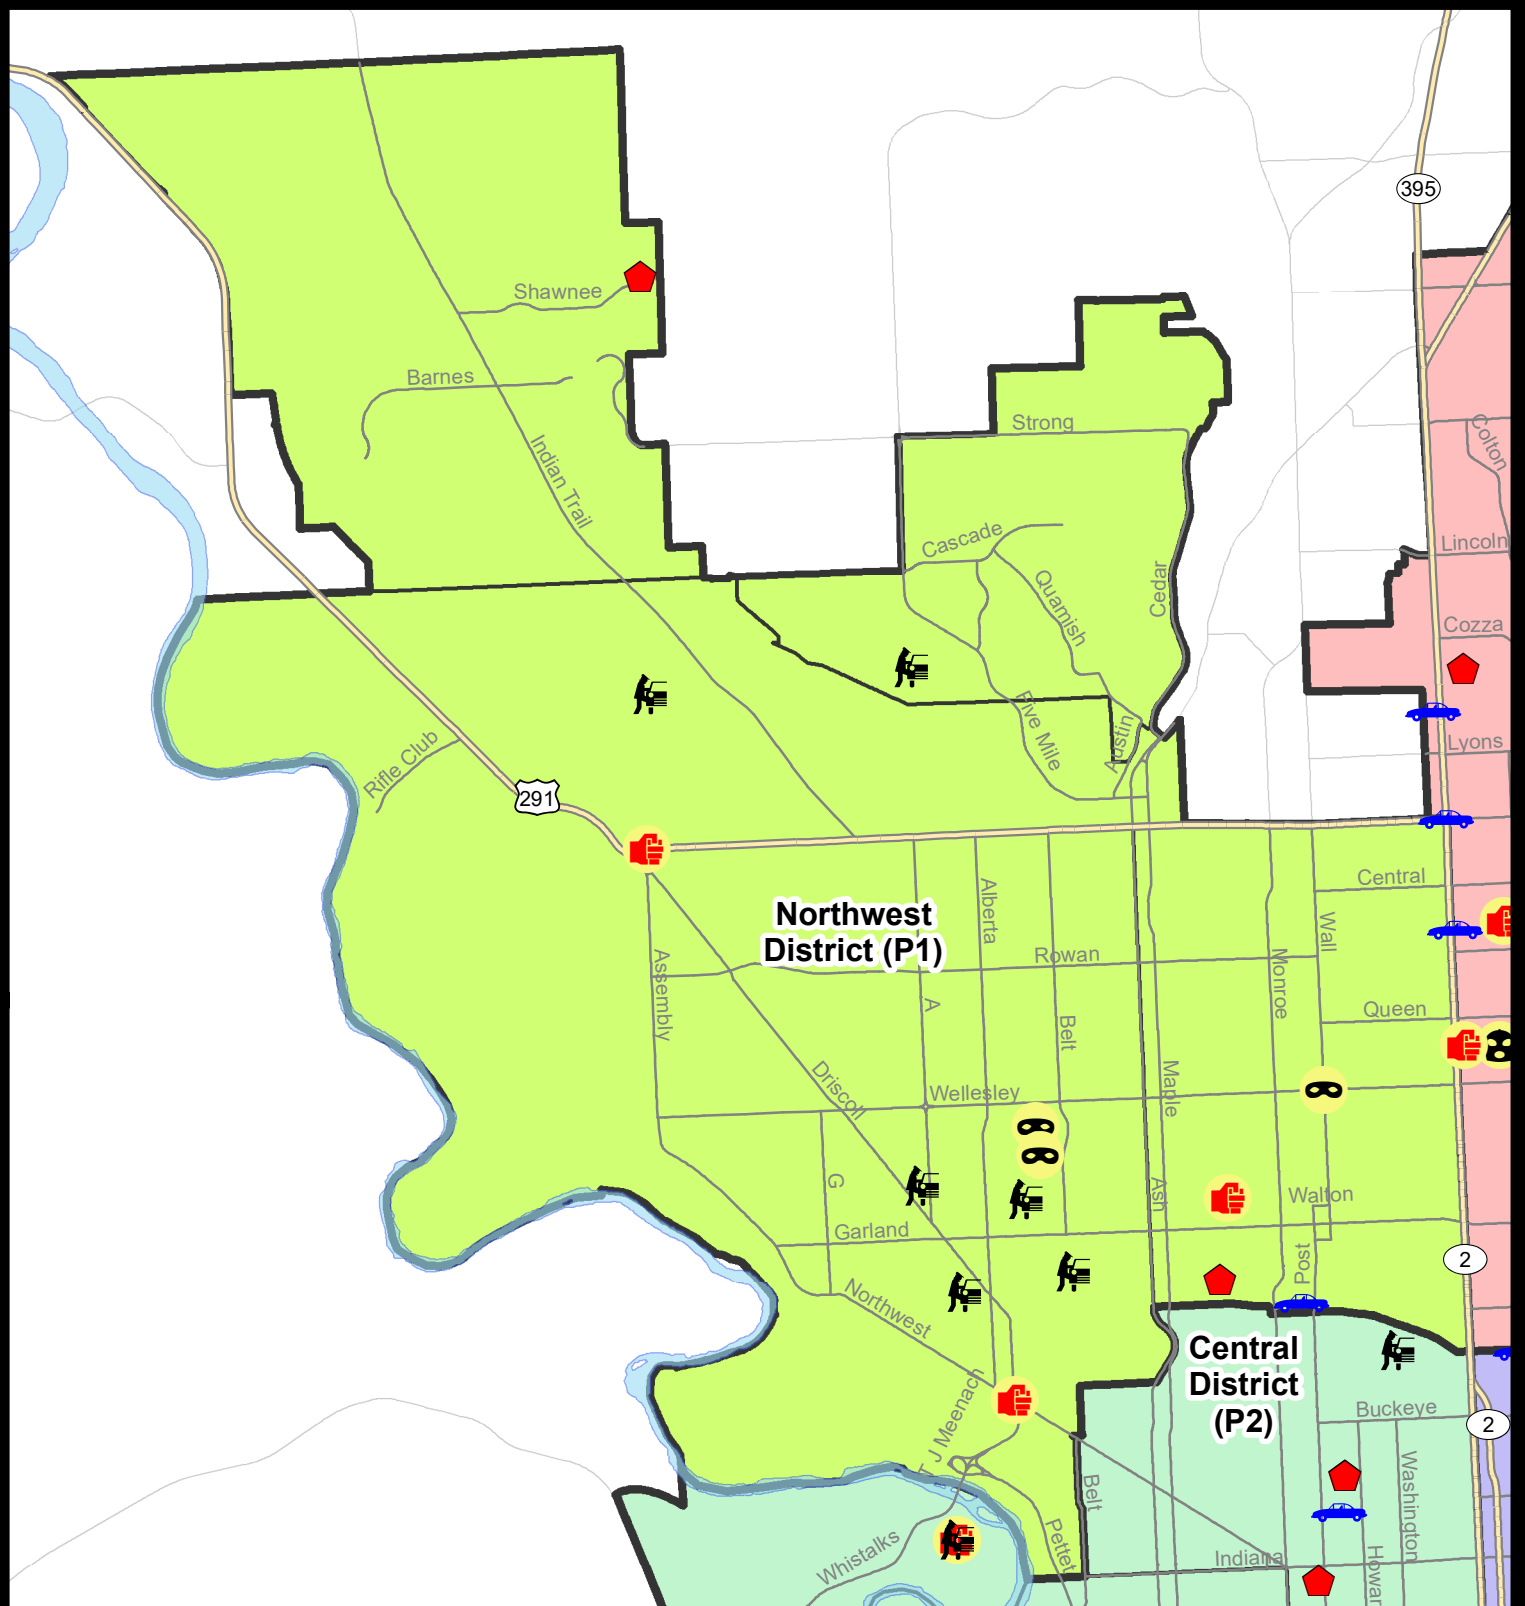 395
Shawnee
Barnes
Strong
Colton
Indian Trail
Cascade
Lincoln
Quamish
Cedar
Cozza
Five Mile
Austin
Lyons
Rifle Club
291
Central
Northwest
District (P1)
Alberta
Wall
Assembly
Rowan
Monroe
A
Belt
Queen
Driscoll
Wellesley
Maple
G
Ash
Walton
Garland
Post
2
Northwest
Central
District
(P2)
T J Meenach
Buckeye
2
Belt
Washington
Whistalks
Pettet
Indiana
Howar